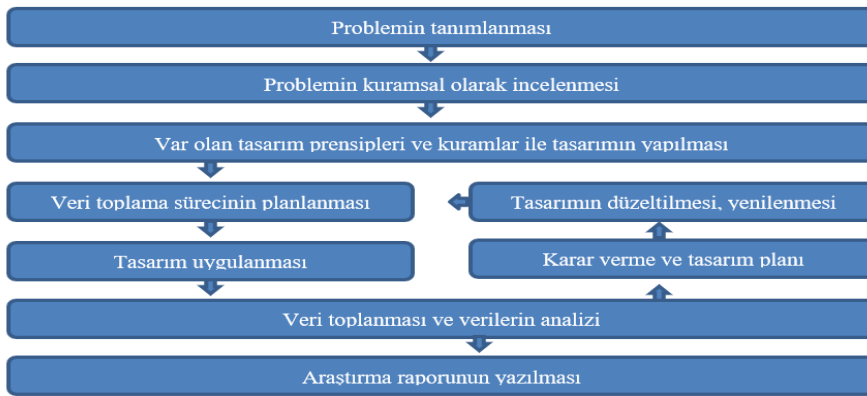 Problemin tanımlanması
Problemin kuramsal olarak incelenmesi
Var olan tasarım prensipleri ve kuramlar ile tasarımın yapılması
Veri toplama sürecinin planlanması
Tasarımın düzeltilmesi, yenilenmesi
Tasarım uygulanması
Karar verme ve tasarım planı
Veri toplanması ve verilerin analizi
Araştırma raporunun yazılması